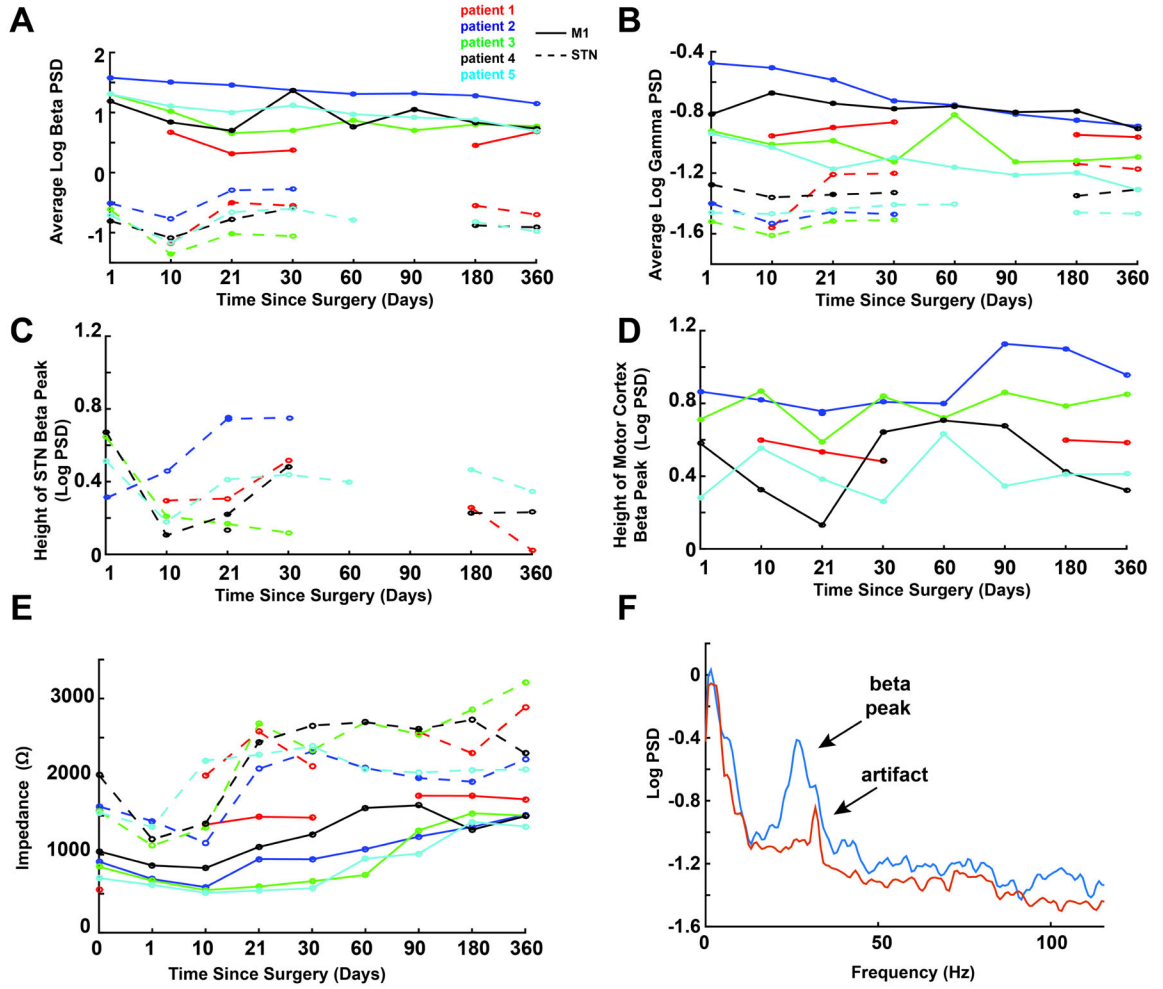 A
patient 1
patient 2
patient 3
patient 4
patient 5
M1
STN
B
Average Log Beta PSD
2
1
0
-1
1 10 21 30 60 90 180 360
Time Since Surgery (Days)
Average Log Gamma PSD
-0.4
-0.8
-1.2
-1.6
1 10 21 30 60 90 180 360
Time Since Surgery (Days)
C
Height of STN Beta Peak
(Log PSD)
1.2
0.8
0.4
0
1 10 21 30 60 90 180 360
Time Since Surgery (Days)
D
Height of Motor Cortex
Beta Peak (Log PSD)
1.2
0.8
0.4
0
1 10 21 30 60 90 180 360
Time Since Surgery (Days)
E
Impedance (Ω)
3000
2000
1000
0
0 1 10 21 30 60 90 180 360
Time Since Surgery (Days)
F
Log PSD
0
-0.4
-0.8
-1.2
-1.6
beta
peak
artifact
0 50 100
Frequency (Hz)